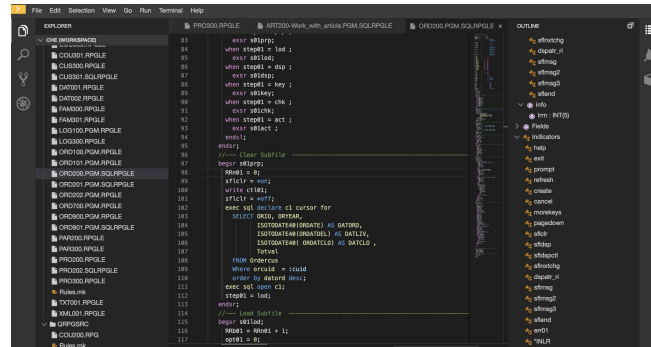 File Edit Selection View Go Run Terminal Help
EXPLORER
CHE (WORKSPACE)
COU301.RPGLE
CUS300.RPGLE
CUS301.SQLRPGLE
DAT001.RPGLE
DAT002.RPGLE
FAM300.RPGLE
FAM301.RPGLE
LOG100.PGM.RPGLE
LOG300.RPGLE
ORD100.PGM.RPGLE
ORD101.PGM.RPGLE
ORD200.PGM.SQLRPGLE
ORD201.PGM.SQLRPGLE
ORD202.PGM.RPGLE
ORD700.PGM.RPGLE
ORD900.PGM.RPGLE
ORD901.PGM.SQLRPGLE
PAR200.RPGLE
PAR300.RPGLE
PRO200.RPGLE
PRO202.SQLRPGLE
PRO300.RPGLE
Rules.mk
TXT001.RPGLE
XML001.RPGLE
QRPGSRC
COU200.RPG
Rules.mk
PRO300.RPGLE
ART200-Work_with_article.PGM.SQLRPGLE
ORD200.PGM.SQLRPGLE ×
83 exsr s01prp;
84 when step01 = lod ;
85 exsr s01lod;
86 when step01 = dsp ;
87 exsr s01dsp;
88 when step01 = key ;
89 exsr s01key;
90 when step01 = chk ;
91 exsr s01chk;
92 when step01 = act ;
93 exsr s01act ;
94 endsl;
95 endsr;
96 //--- Clear Subfile
97 begsr s01prp;
98 RRn01 = 0;
99 sflclr = *on;
100 write ctl01;
101 sflclr = *off;
102 exec sql declare c1 cursor for
103 SELECT ORID, ORYEAR,
104 ISOTODATE40(ORDATE) AS DATORD,
105 ISOTODATE40(ORDATDEL) AS DATLIV,
106 ISOTODATE40( ORDATCLO) AS DATCLO ,
107 Totval
108 FROM Ordercus
109 Where orcuid = :cuid
110 order by datord desc;
111 exec sql open c1;
112 step01 = lod;
113 endsr;
114 //--- Load Subfile
115 begsr s01lod;
116 RRb01 = RRn01 + 1;
117 opt01 = 0;
OUTLINE
sflnxtchg
dspatr_ri
sflmsg
sflmsg2
sflmsg3
sflend
info
lrrn : INT(5)
Fields
Indicators
help
exit
prompt
refresh
create
cancel
morekeys
pagedown
sflclr
sfldsp
sfldspctl
sflnxtchg
dspatr_ri
sflmsg
sflmsg2
sflmsg3
sflend
err01
*INLR